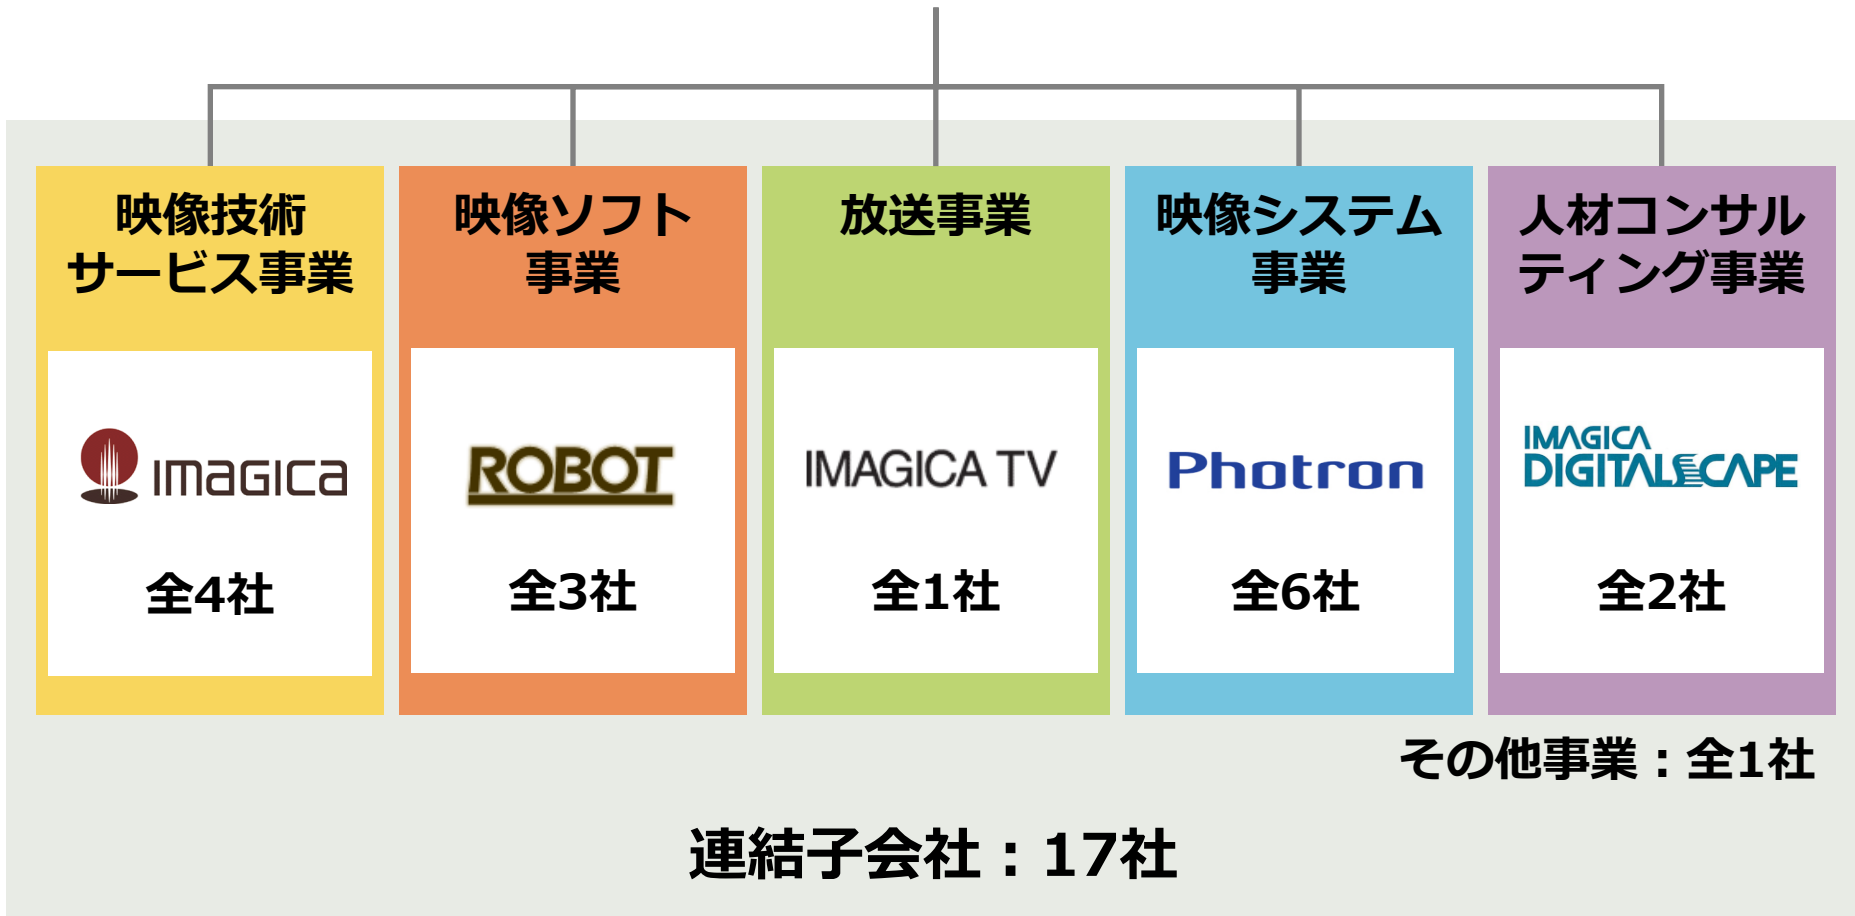 映像技術
サービス事業
IMAGICA
全4社
映像ソフト
事業
ROBOT
全3社
放送事業
IMAGICA TV
全1社
映像システム
事業
Photron
全6社
人材コンサル
ティング事業
IMAGICA
DIGITALSCAPE
全2社
その他事業：全1社
連結子会社：17社